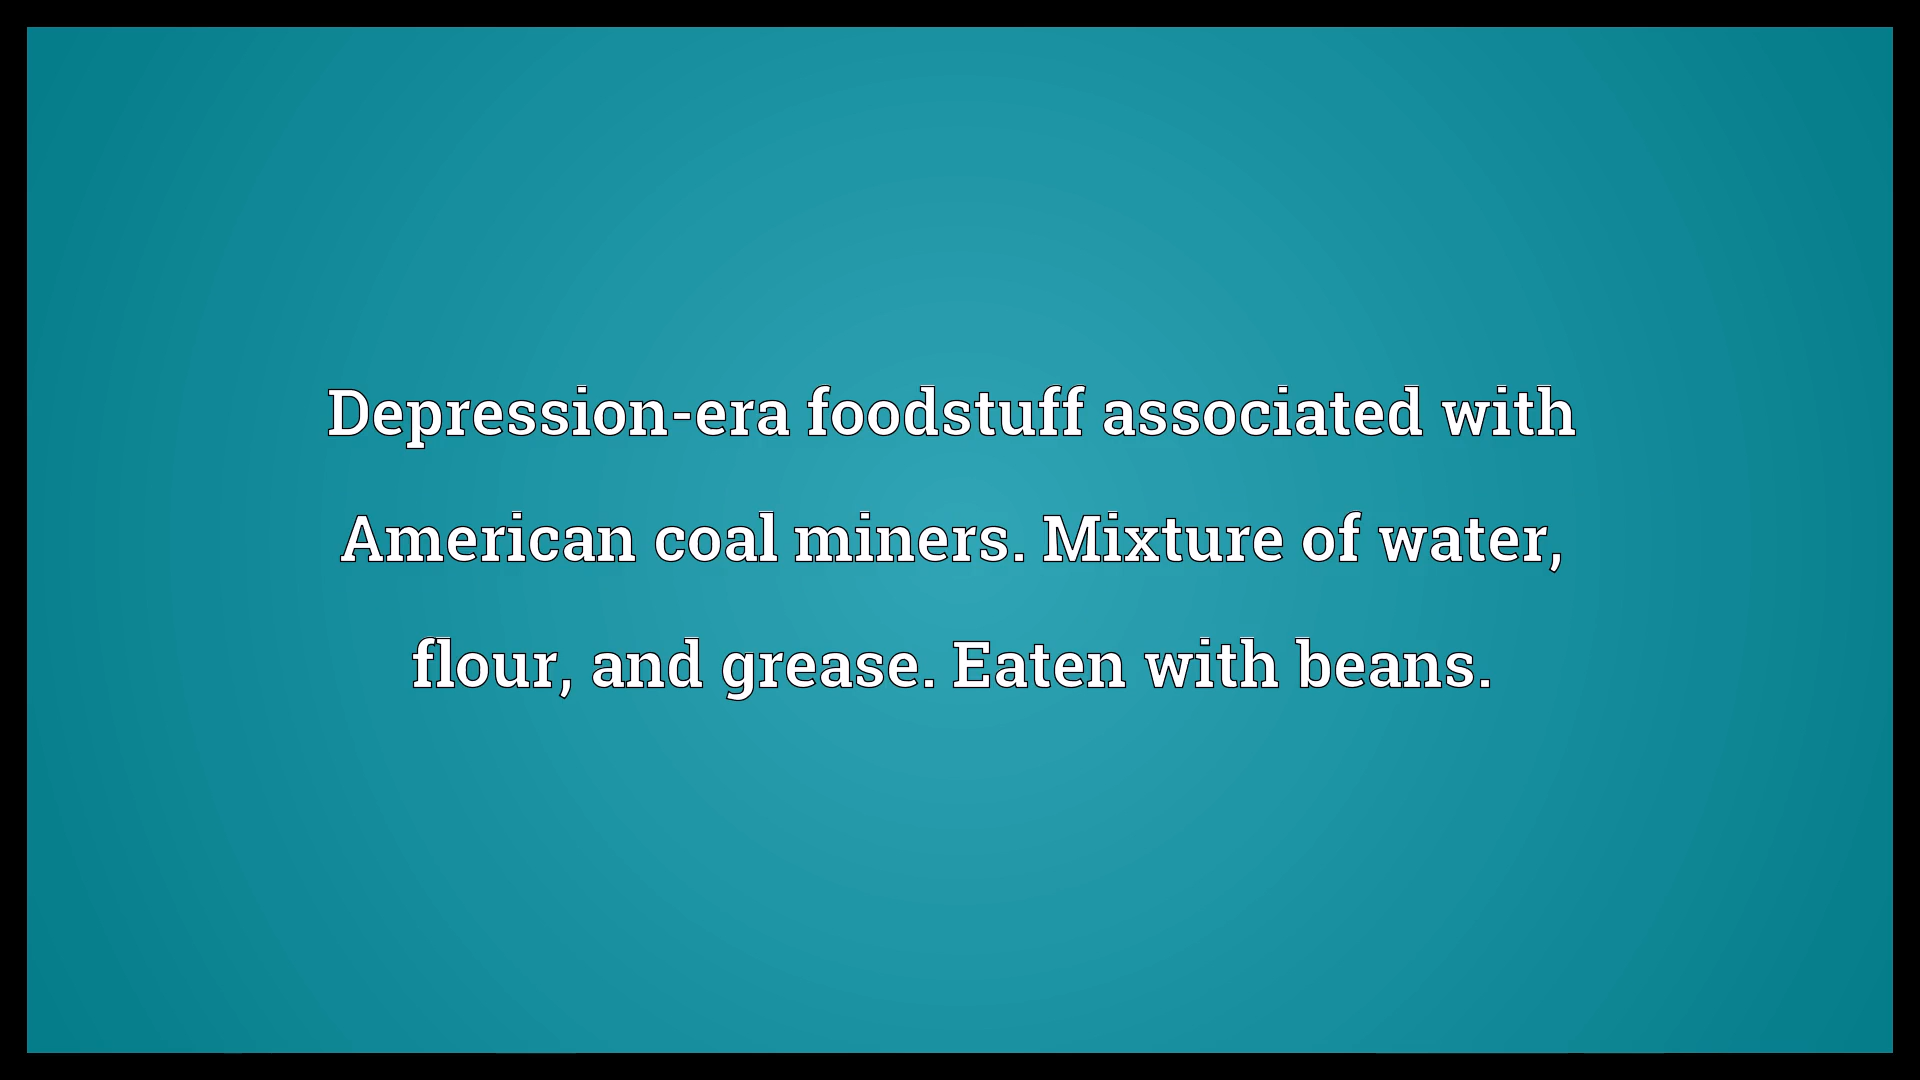 Depression-era foodstuff associated with
American coal miners. Mixture of water,
flour, and grease. Eaten with beans.